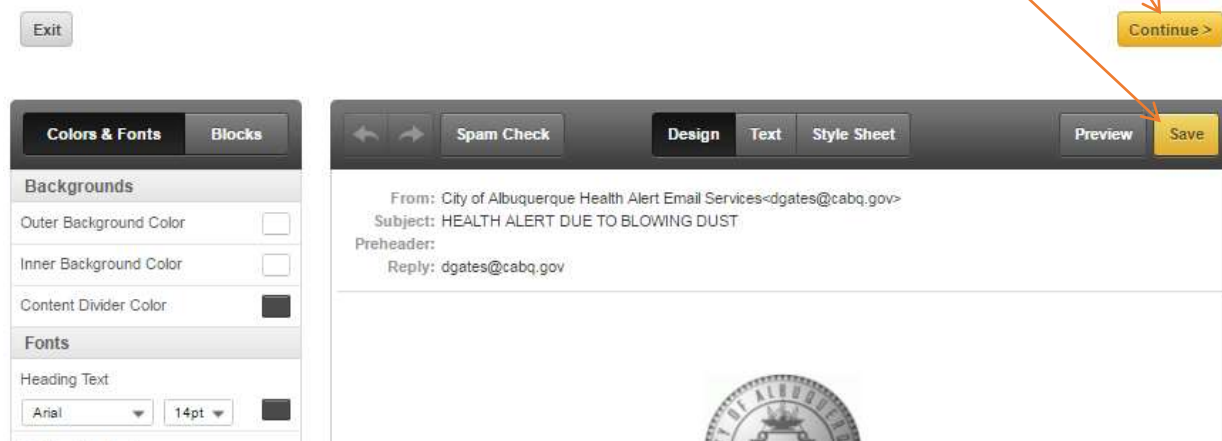 Exit
Continue >
Colors & Fonts Blocks
Spam Check Design Text Style Sheet Preview Save
Backgrounds
Outer Background Color
Inner Background Color
Content Divider Color
Fonts
Heading Text
Arial 14pt
From: City of Albuquerque Health Alert Email Services<dgates@cabq.gov>
Subject: HEALTH ALERT DUE TO BLOWING DUST
Preheader:
Reply: dgates@cabq.gov